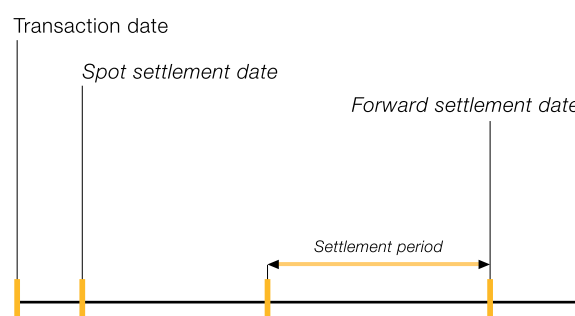 Transaction date
Spot settlement date
Forward settlement date
Settlement period